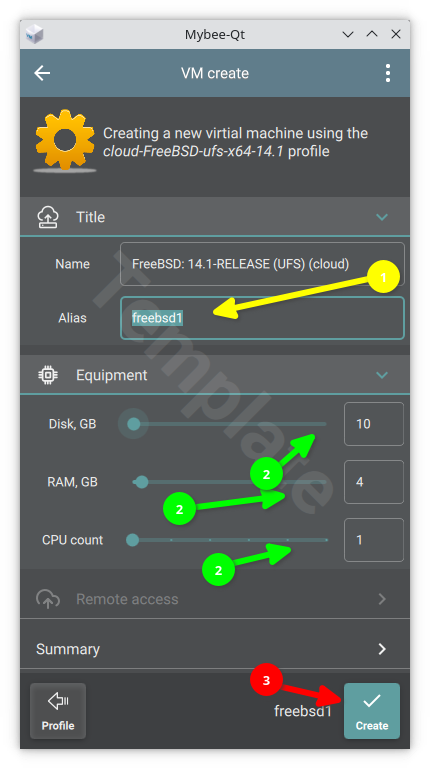 Mybee-Qt
VM create
Creating a new virtial machine using the
cloud-FreeBSD-ufs-x64-14.1 profile
Title
Name
FreeBSD: 14.1-RELEASE (UFS) (cloud)
1
Alias
freebsd1
Template
Equipment
Disk, GB
10
2
RAM, GB
4
2
CPU count
1
2
Remote access
Summary
3
Profile
freebsd1
Create